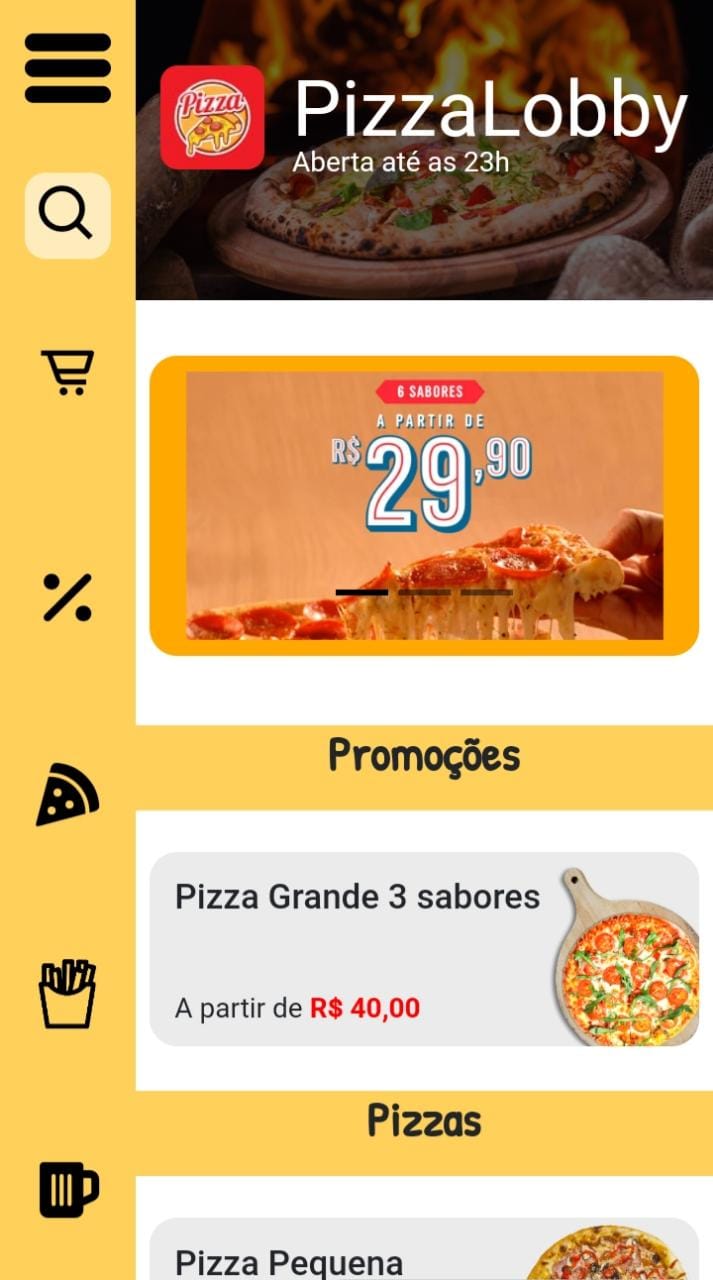 Pizza
PizzaLobby
Aberta até as 23h
6 SABORES
A PARTIR DE
R$ 29,90
Promoções
Pizza Grande 3 sabores
A partir de R$ 40,00
Pizzas
Pizza Pequena